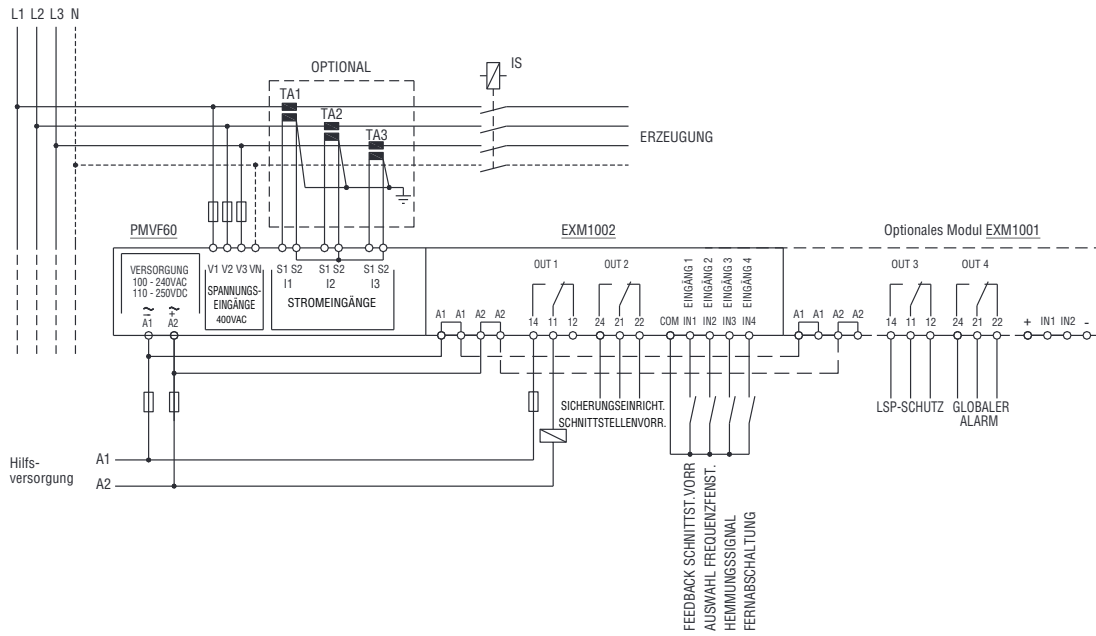 L1 L2 L3 N
OPTIONAL
IS
TA1
TA2
TA3
ERZEUGUNG
PMVF60
EXM1002
Optionales Modul EXM1001
VERSORGUNG
100 - 240VAC
110 - 250VDC
~ ~
− +
A1 A2
V1 V2 V3 VN
SPANNUNGS-
EINGÄNGE
400VAC
S1 S2 S1 S2 S1 S2
I1 I2 I3
STROMEINGÄNGE
A1 A1 A2 A2
OUT 1
14 11 12
OUT 2
24 21 22
EINGÄNG 1
EINGÄNG 2
EINGÄNG 3
EINGÄNG 4
COM IN1 IN2 IN3 IN4
A1 A1 A2 A2
OUT 3
14 11 12
OUT 4
24 21 22
+ IN1 IN2 -
SICHERUNGSEINRICHT.
SCHNITTSTELLENVORR.
LSP-SCHUTZ
GLOBALER
ALARM
Hilfs-
versorgung
A1
A2
FEEDBACK SCHNITTST.VORR
AUSWAHL FREQUENZFENST.
HEMMUNGSSIGNAL
FERNABSCHALTUNG